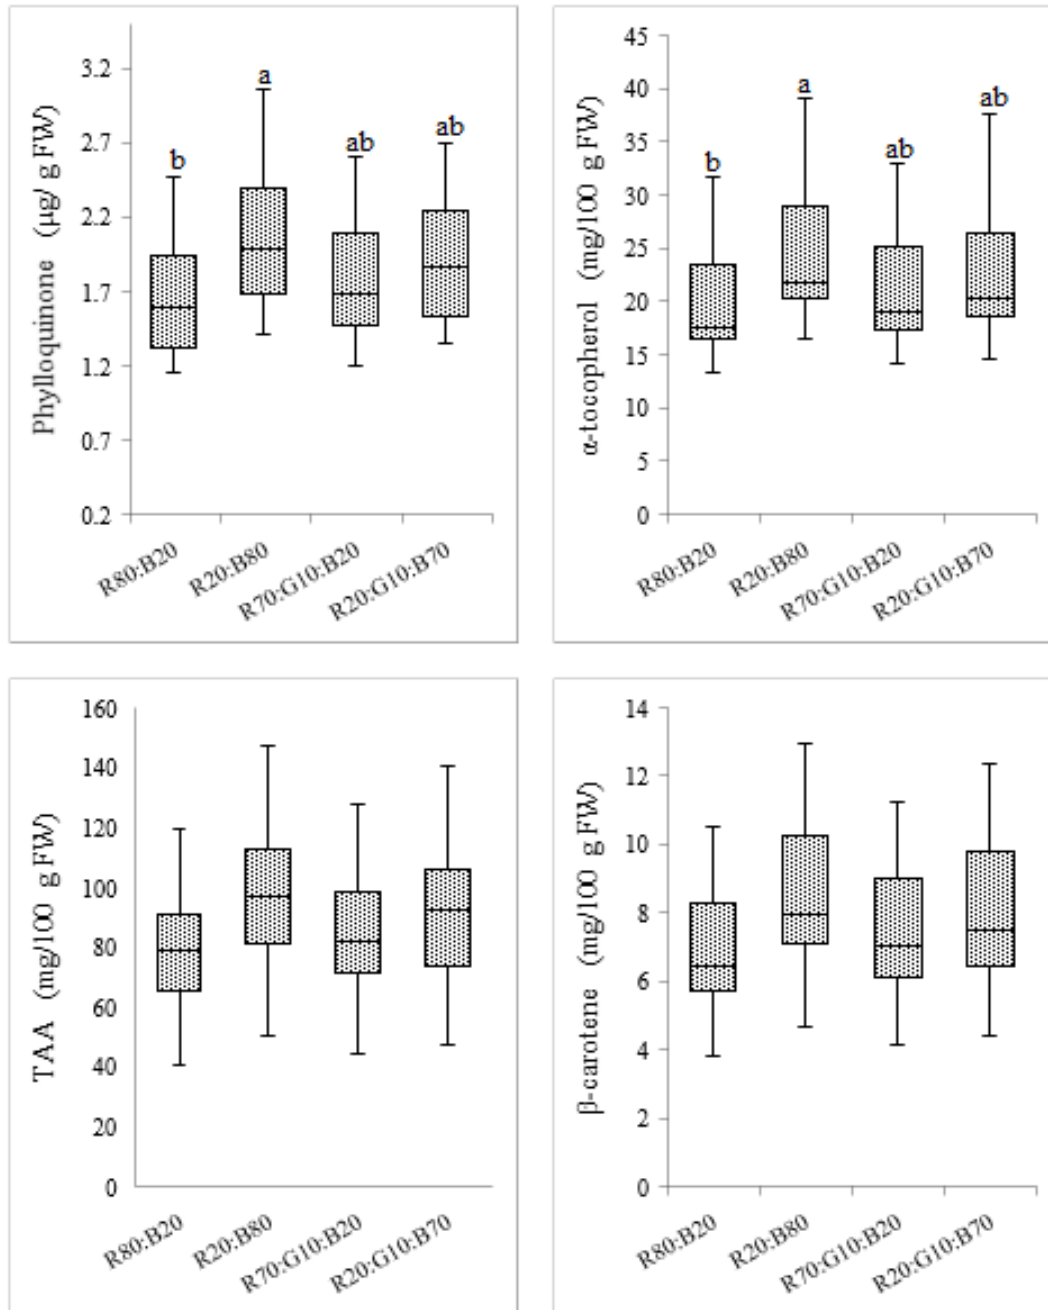 Phylloquinone (μg/ g FW)
3.2
2.7
2.2
1.7
1.2
0.7
0.2
b
a
ab
ab
R80:B20
R20:B80
R70:G10:B20
R20:G10:B70
α-tocopherol (mg/100 g FW)
45
40
35
30
25
20
15
10
5
0
b
a
ab
ab
R80:B20
R20:B80
R70:G10:B20
R20:G10:B70
TAA (mg/100 g FW)
160
140
120
100
80
60
40
20
0
R80:B20
R20:B80
R70:G10:B20
R20:G10:B70
β-carotene (mg/100 g FW)
14
12
10
8
6
4
2
0
R80:B20
R20:B80
R70:G10:B20
R20:G10:B70